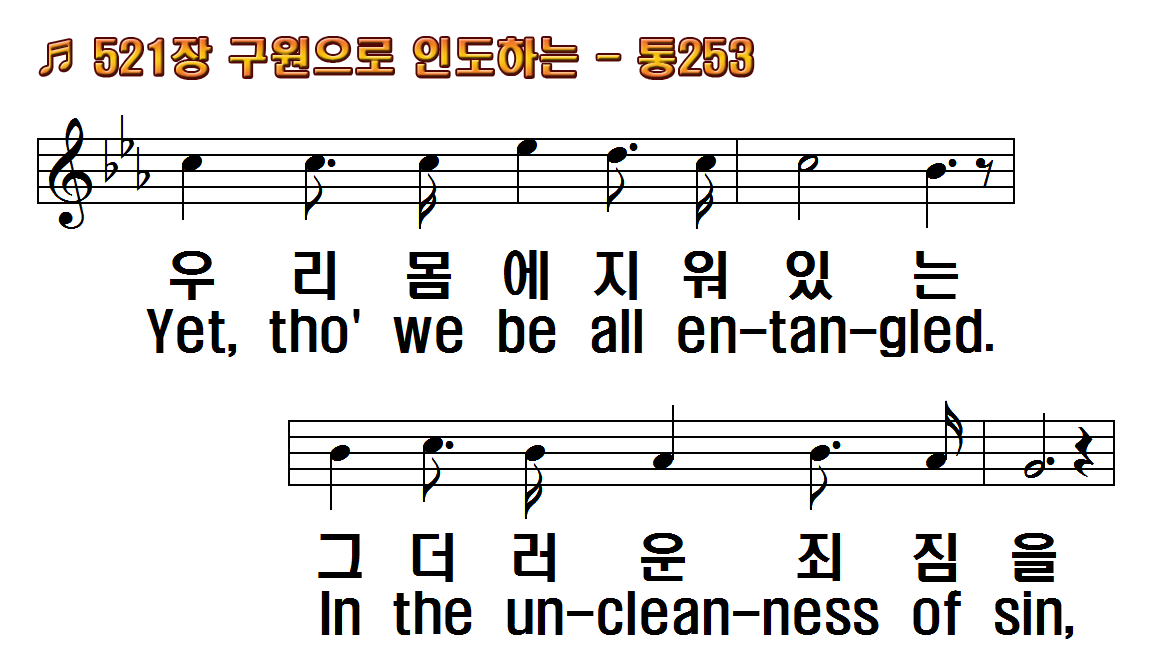 ♬ 521장 구원으로 인도하는 - 통253
우 리 몸 에 지 워 있 는
Yet, tho' we be all en-tan-gled.
그 더 러 운 죄 짐 을
In the un-clean-ness of sin,